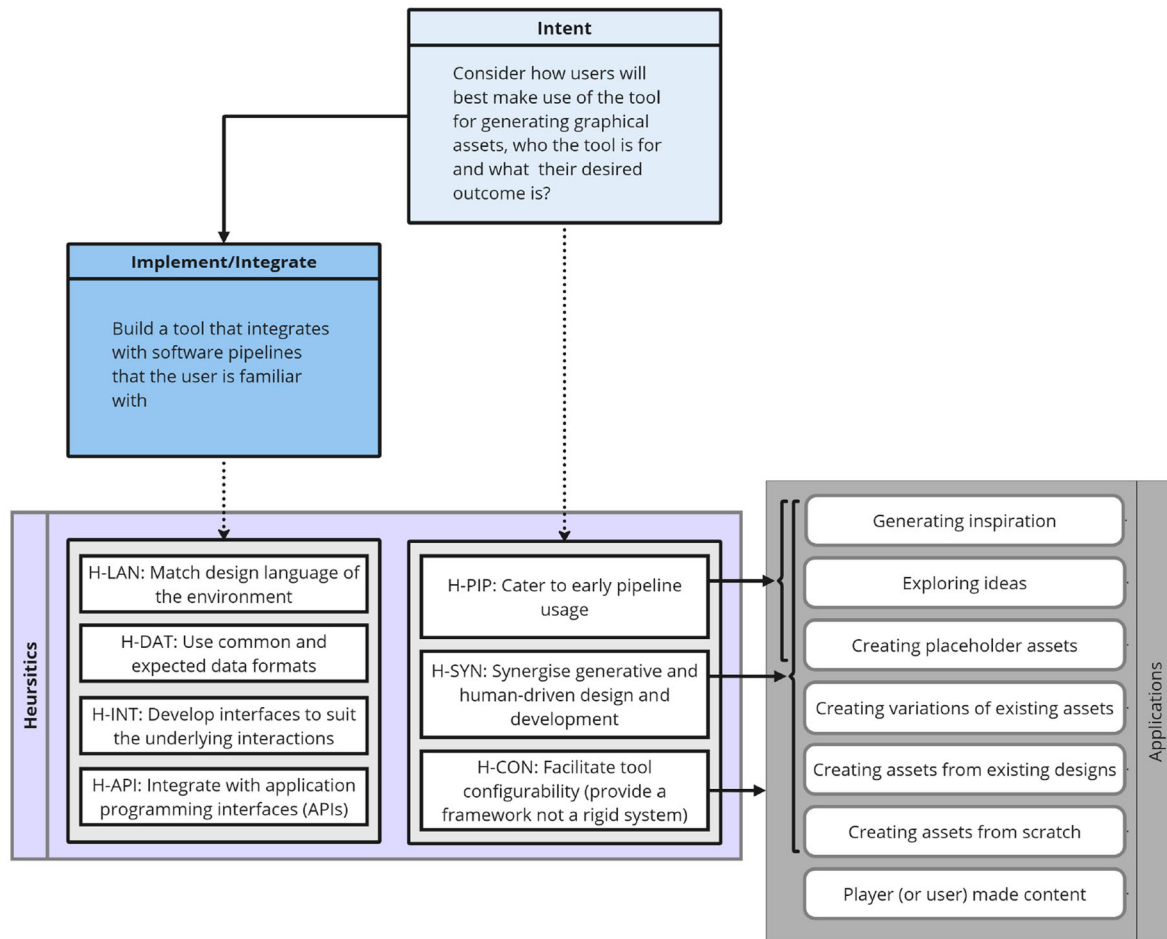 Intent
Consider how users will
best make use of the tool
for generating graphical
assets, who the tool is for
and what their desired
outcome is?
Implement/Integrate
Build a tool that integrates
with software pipelines
that the user is familiar
with
Heursitics
H-LAN: Match design language of
the environment
H-DAT: Use common and
expected data formats
H-INT: Develop interfaces to suit
the underlying interactions
H-API: Integrate with application
programming interfaces (APIs)
H-PIP: Cater to early pipeline
usage
H-SYN: Synergise generative and
human-driven design and
development
H-CON: Facilitate tool
configurability (provide a
framework not a rigid system)
Generating inspiration
Exploring ideas
Creating placeholder assets
Creating variations of existing assets
Creating assets from existing designs
Creating assets from scratch
Player (or user) made content
Applications